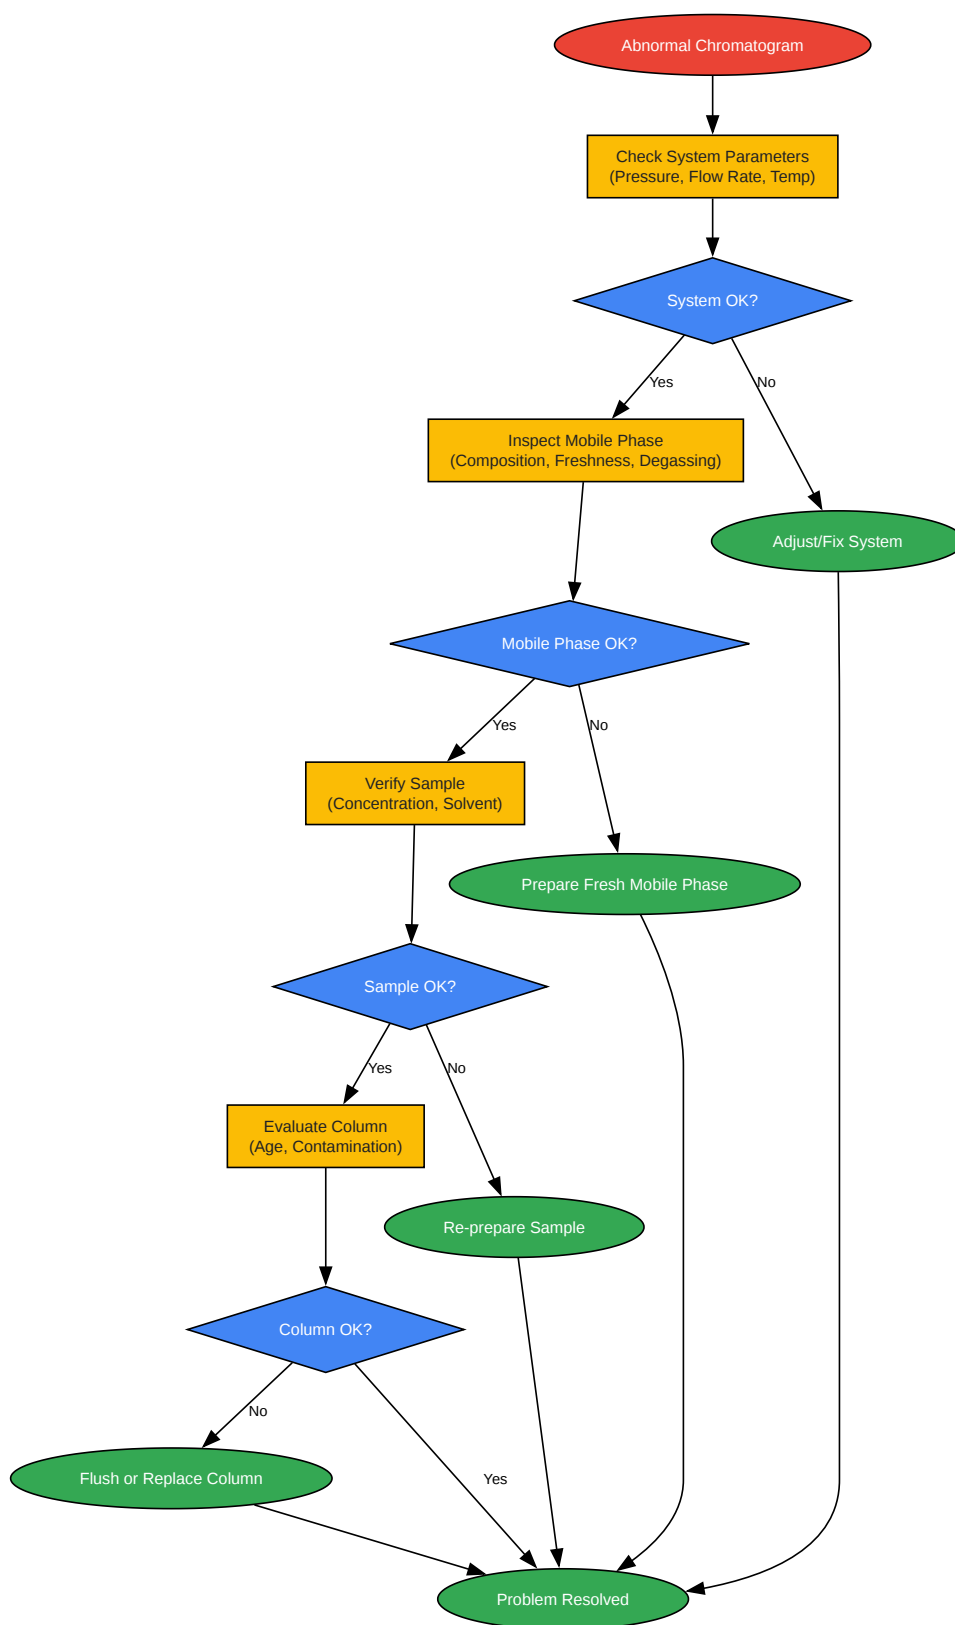 Abnormal Chromatogram
Check System Parameters
(Pressure, Flow Rate, Temp)
System OK?
Yes
No
Inspect Mobile Phase
(Composition, Freshness, Degassing)
Adjust/Fix System
Mobile Phase OK?
Yes
No
Verify Sample
(Concentration, Solvent)
Prepare Fresh Mobile Phase
Sample OK?
Yes
No
Evaluate Column
(Age, Contamination)
Re-prepare Sample
Column OK?
No
Yes
Flush or Replace Column
Problem Resolved